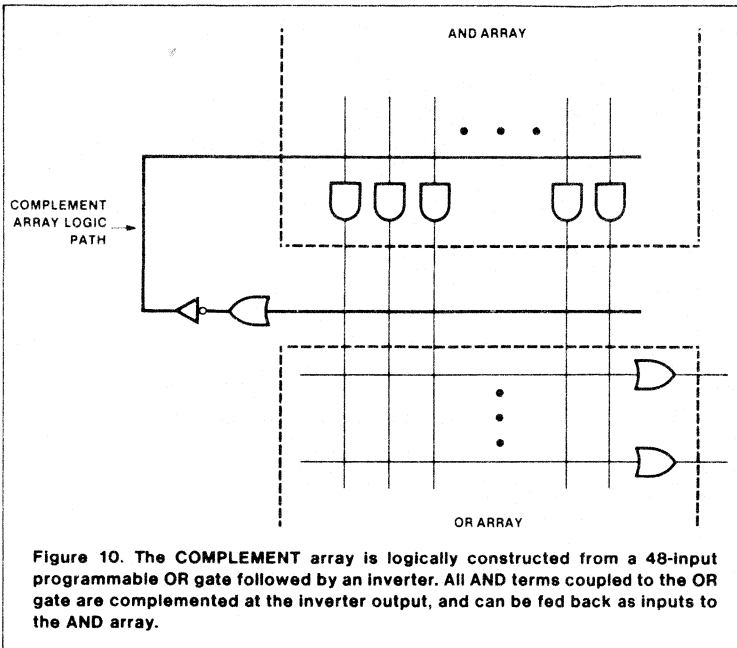 AND ARRAY
COMPLEMENT
ARRAY LOGIC
PATH
OR ARRAY
Figure 10. The COMPLEMENT array is logically constructed from a 48-input
programmable OR gate followed by an inverter. All AND terms coupled to the OR
gate are complemented at the inverter output, and can be fed back as inputs to
the AND array.